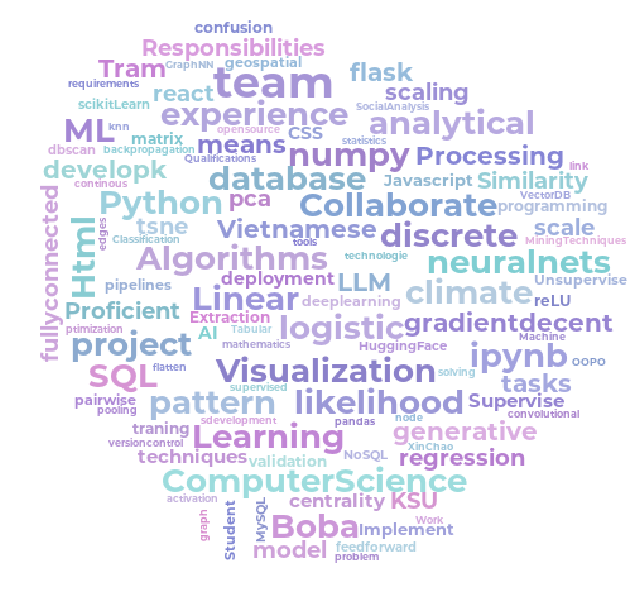 confusion
Responsibilities
Tram GraphNN geospatial
requirements team flask
scikitLearn react scaling
experience SocialAnalysis
ML knn opensource CSS analytical
matrix means statistics
dbscan backpropagation Qualifications numpy Processing link
developk database Javascript Similarity
continous VectorDB
Python pca Collaborate programming
fullyconnected Html edges tsne Vietnamese discrete scale
Classification tools MiningTechniques
Algorithms technologie neuralnets
pipelines deployment LLM climate Unsupervise
Linear deeplearning reLU
Proficient Extraction logistic gradientdecent
ptimization AI Tabular Machine
project mathematics HuggingFace ipynb OOPO
SQL flatten Visualization solving
supervised tasks
pairwise pattern likelihood Supervise
pooling convolutional
traning sdevelopment pandas node
Learning generative
versioncontrol XinChao
techniques validation NoSQL regression
ComputerScience
activation centrality KSU
graph Student MySQL Boba Work
Implement
model feedforward
problem